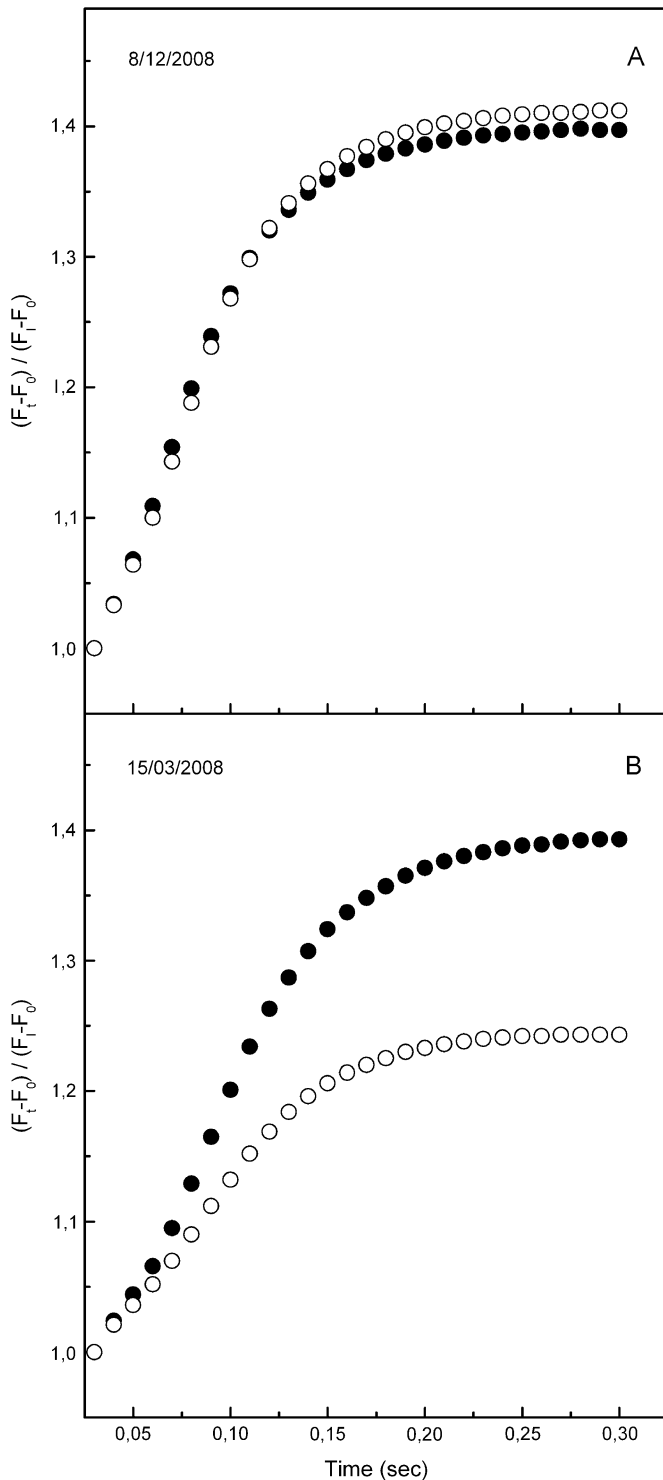 8/12/2008
A
1,4
1,3
1,2
1,1
1,0
(Ft-F0) / (FI-F0)
15/03/2008
B
1,4
1,3
1,2
1,1
1,0
(Ft-F0) / (FI-F0)
0,05 0,10 0,15 0,20 0,25 0,30
Time (sec)